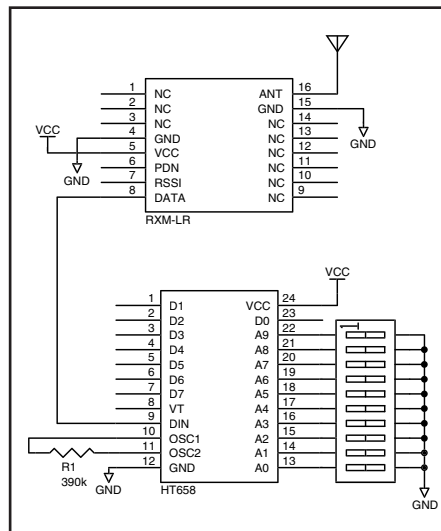 1 NC ANT 16
2 NC GND 15
3 NC NC 14
VCC 4 GND NC 13 GND
5 VCC NC 12
GND 6 PDN NC 11
7 RSSI NC 10
8 DATA NC 9
RXM-LR
VCC
1 D1 VCC 24
2 D2 D0 23
3 D3 A9 22 1
4 D4 A8 21
5 D5 A7 20
6 D6 A6 19
7 D7 A5 18
8 VT A4 17
9 DIN A3 16
10 OSC1 A2 15
11 OSC2 A1 14
R1 12 GND A0 13
390k GND HT658 GND